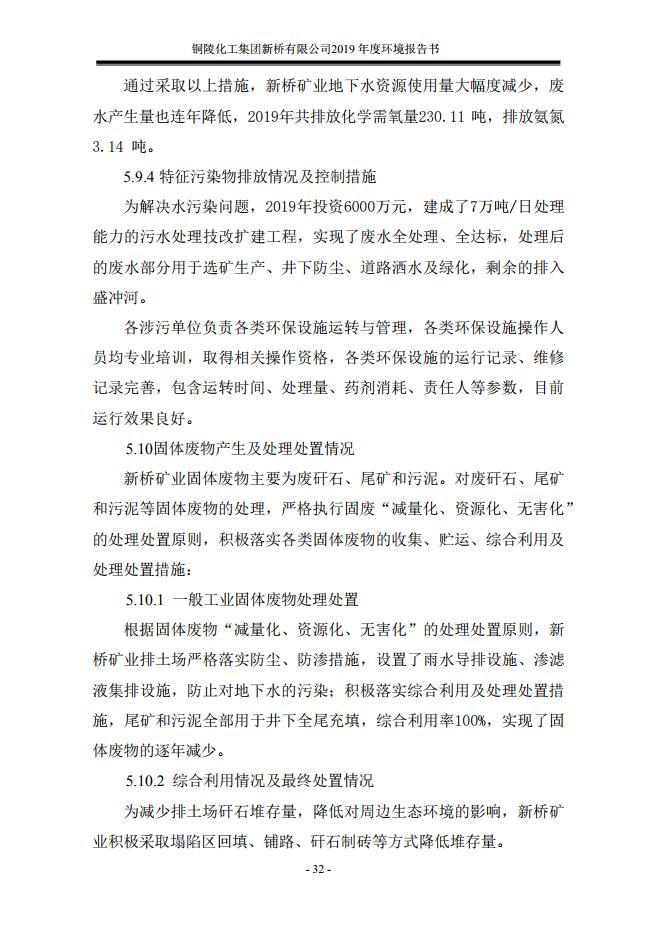 铜陵化工集团新桥有限公司2019 年度环境报告书
通过采取以上措施，新桥矿业地下水资源使用量大幅度减少，废
水产生量也连年降低，2019年共排放化学需氧量230.11 吨，排放氨氮
3.14 吨。
5.9.4 特征污染物排放情况及控制措施
为解决水污染问题，2019年投资6000万元，建成了7万吨/日处理
能力的污水处理技改扩建工程，实现了废水全处理、全达标，处理后
的废水部分用于选矿生产、井下防尘、道路洒水及绿化，剩余的排入
盛冲河。
各涉污单位负责各类环保设施运转与管理，各类环保设施操作人
员均专业培训，取得相关操作资格，各类环保设施的运行记录、维修
记录完善，包含运转时间、处理量、药剂消耗、责任人等参数，目前
运行效果良好。
5.10固体废物产生及处理处置情况
新桥矿业固体废物主要为废矸石、尾矿和污泥。对废矸石、尾矿
和污泥等固体废物的处理，严格执行固废“减量化、资源化、无害化”
的处理处置原则，积极落实各类固体废物的收集、贮运、综合利用及
处理处置措施：
5.10.1 一般工业固体废物处理处置
根据固体废物“减量化、资源化、无害化”的处理处置原则，新
桥矿业排土场严格落实防尘、防渗措施，设置了雨水导排设施、渗滤
液集排设施，防止对地下水的污染；积极落实综合利用及处理处置措
施，尾矿和污泥全部用于井下全尾充填，综合利用率100%，实现了固
体废物的逐年减少。
5.10.2 综合利用情况及最终处置情况
为减少排土场矸石堆存量，降低对周边生态环境的影响，新桥矿
业积极采取塌陷区回填、铺路、矸石制砖等方式降低堆存量。
- 32 -